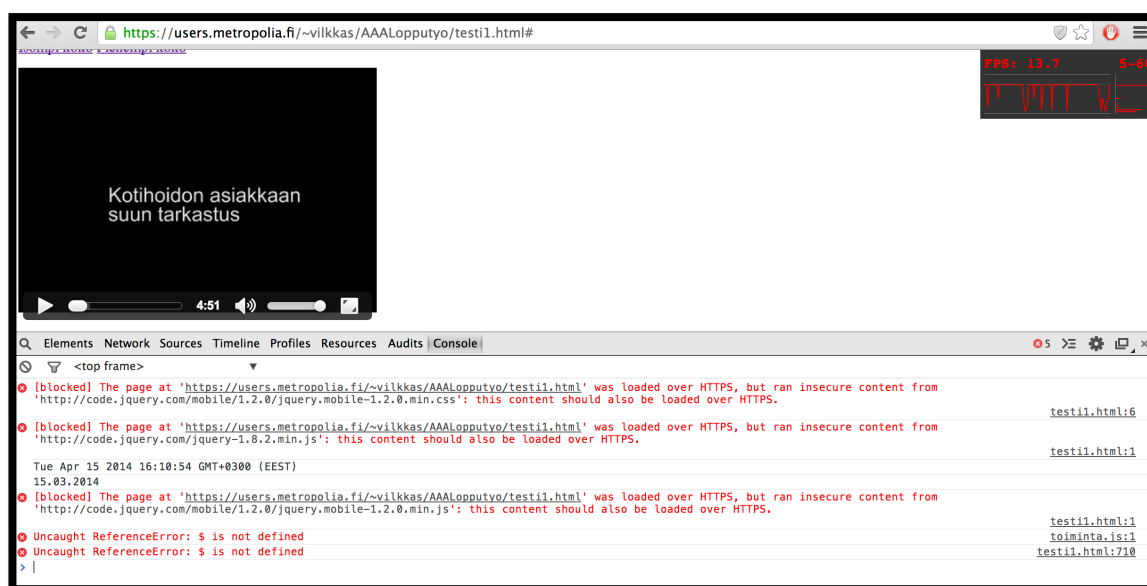 https://users.metropolia.fi/~vilkkas/AAALopputyo/testi1.html#
Isompi koko Pienempi koko
FPS: 13.7 5-6
Kotihoidon asiakkaan
suun tarkastus
4:51
Elements Network Sources Timeline Profiles Resources Audits Console 5
<top frame>
[blocked] The page at 'https://users.metropolia.fi/~vilkkas/AAALopputyo/testi1.html' was loaded over HTTPS, but ran insecure content from
'http://code.jquery.com/mobile/1.2.0/jquery.mobile-1.2.0.min.css': this content should also be loaded over HTTPS.
testi1.html:6
[blocked] The page at 'https://users.metropolia.fi/~vilkkas/AAALopputyo/testi1.html' was loaded over HTTPS, but ran insecure content from
'http://code.jquery.com/jquery-1.8.2.min.js': this content should also be loaded over HTTPS.
testi1.html:1
Tue Apr 15 2014 16:10:54 GMT+0300 (EEST)
15.03.2014
[blocked] The page at 'https://users.metropolia.fi/~vilkkas/AAALopputyo/testi1.html' was loaded over HTTPS, but ran insecure content from
'http://code.jquery.com/mobile/1.2.0/jquery.mobile-1.2.0.min.js': this content should also be loaded over HTTPS.
testi1.html:1
Uncaught ReferenceError: $ is not defined toiminta.js:1
Uncaught ReferenceError: $ is not defined testi1.html:710
>